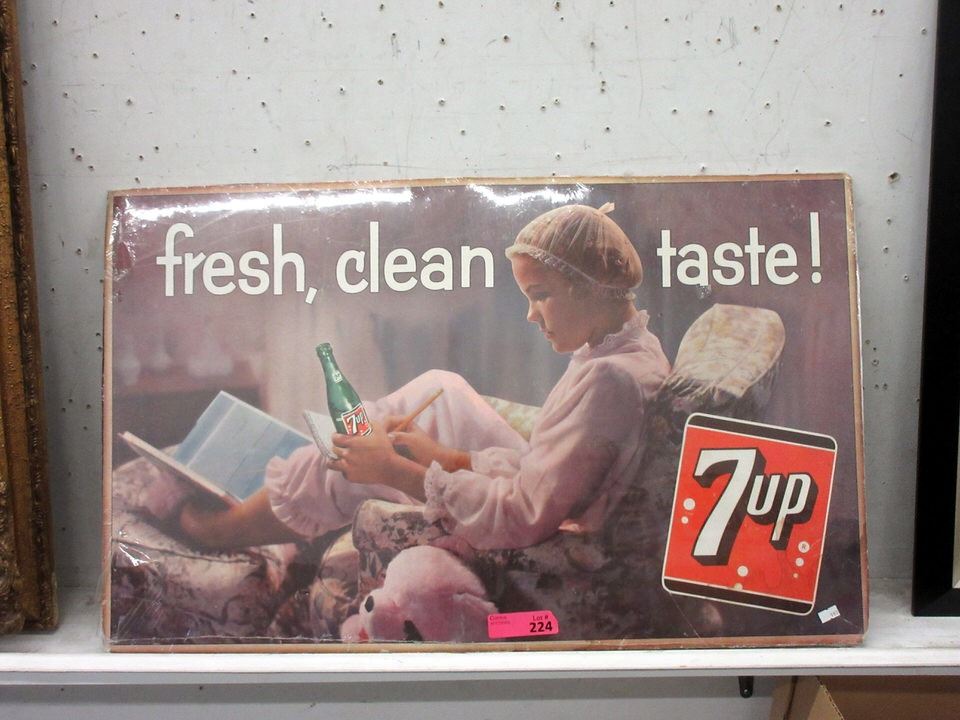 fresh, clean taste!
7up
7up
®
Lot #
224